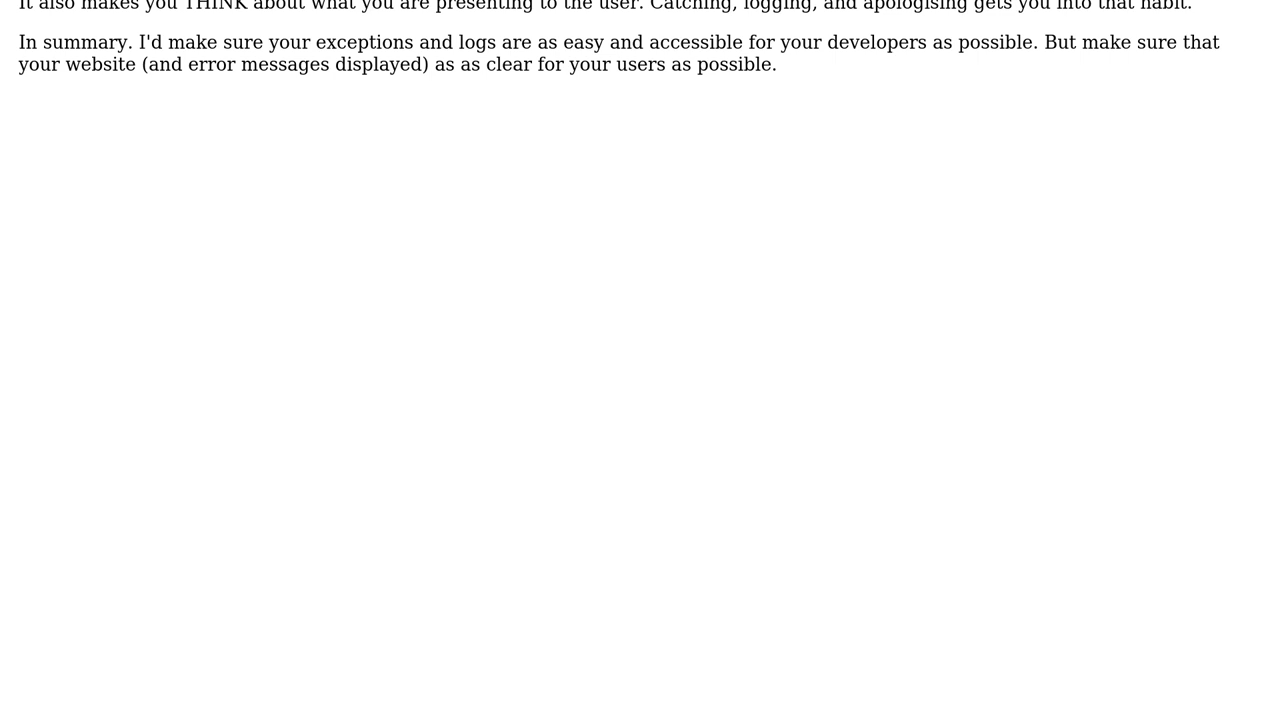 It also makes you THINK about what you are presenting to the user. Catching, logging, and apologising gets you into that habit.
In summary. I'd make sure your exceptions and logs are as easy and accessible for your developers as possible. But make sure that
your website (and error messages displayed) as as clear for your users as possible.